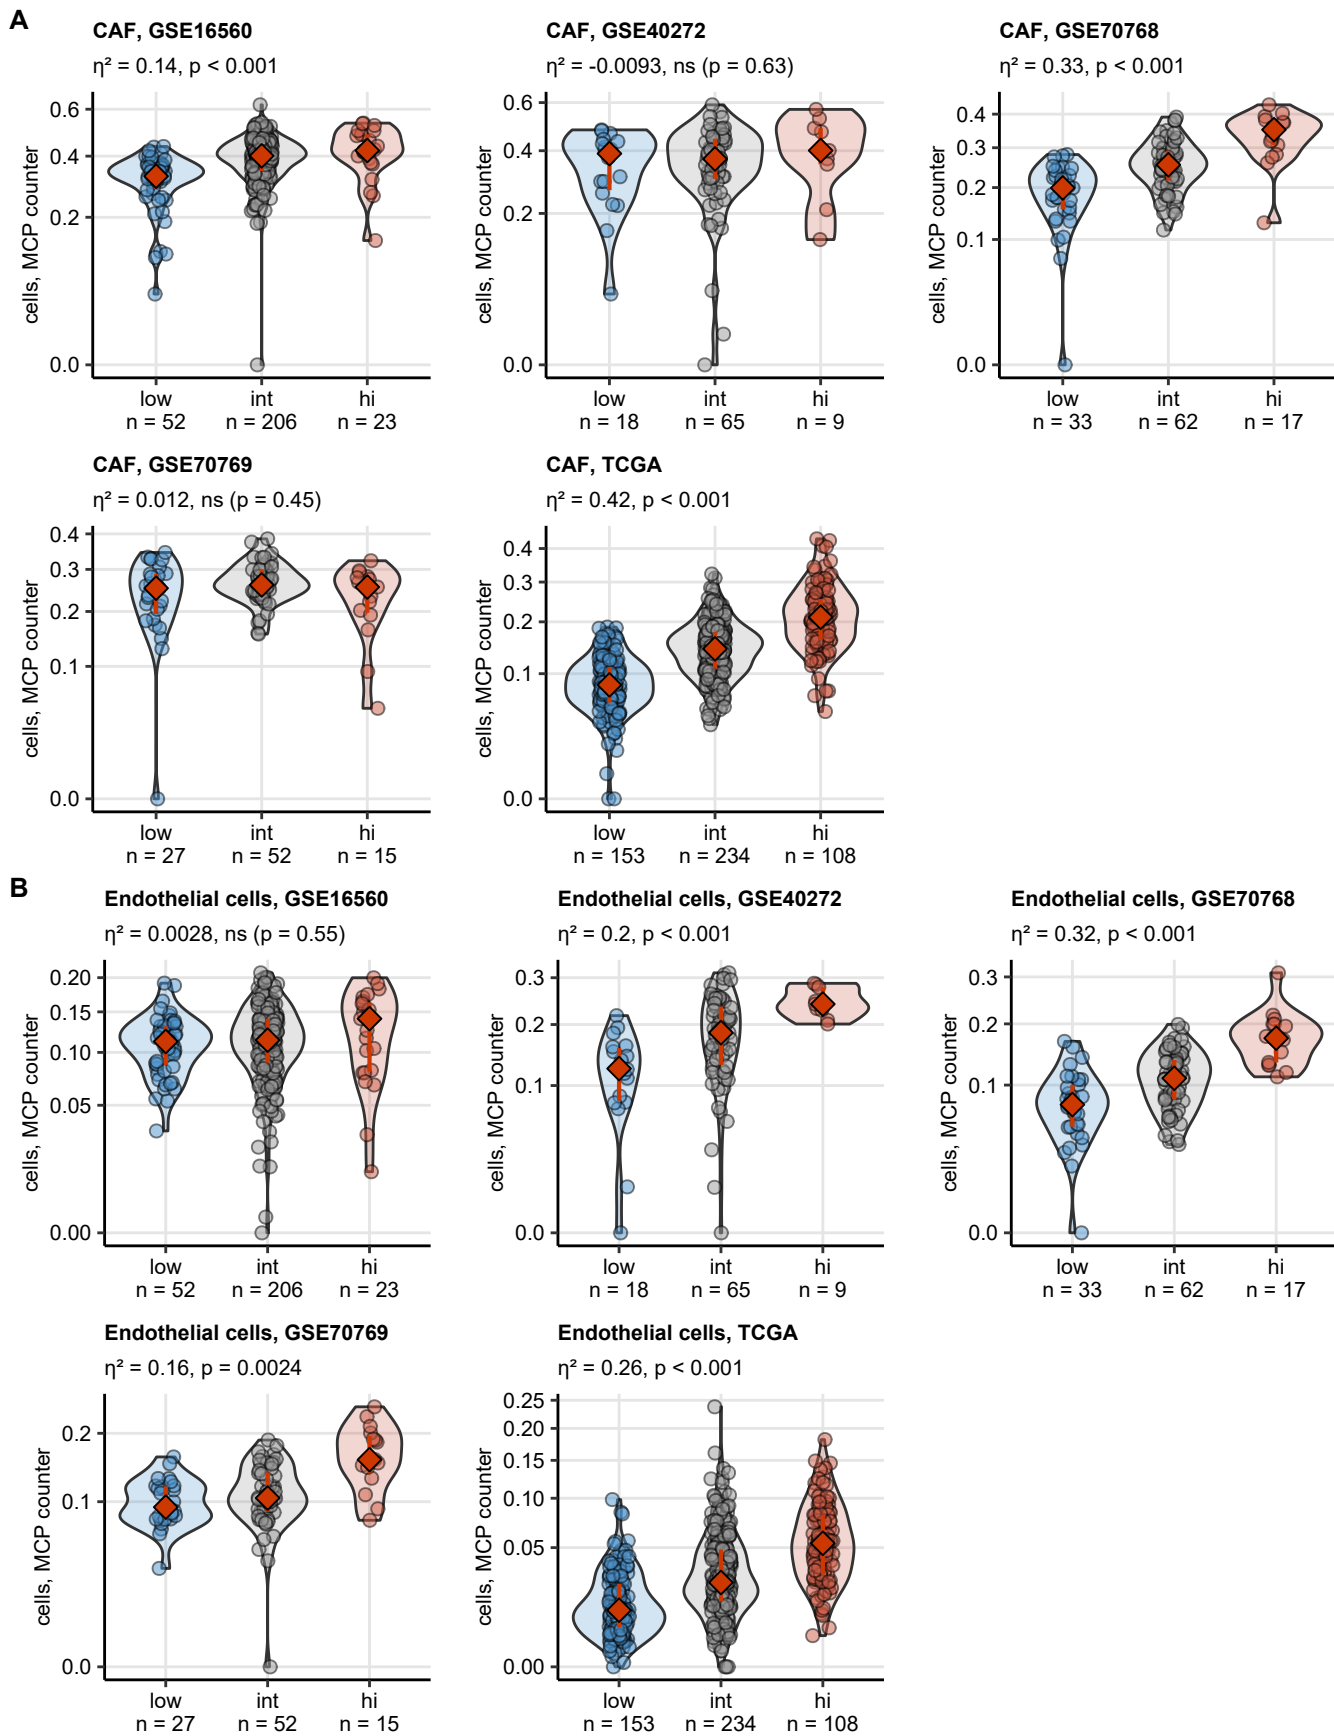 A
CAF, GSE16560
η² = 0.14, p < 0.001
cells, MCP counter
0.6
0.4
0.2
0.0
low
n = 52
int
n = 206
hi
n = 23
CAF, GSE40272
η² = -0.0093, ns (p = 0.63)
cells, MCP counter
0.6
0.4
0.2
0.0
low
n = 18
int
n = 65
hi
n = 9
CAF, GSE70768
η² = 0.33, p < 0.001
cells, MCP counter
0.4
0.3
0.2
0.1
0.0
low
n = 33
int
n = 62
hi
n = 17
CAF, GSE70769
η² = 0.012, ns (p = 0.45)
cells, MCP counter
0.4
0.3
0.2
0.1
0.0
low
n = 27
int
n = 52
hi
n = 15
CAF, TCGA
η² = 0.42, p < 0.001
cells, MCP counter
0.4
0.3
0.2
0.1
0.0
low
n = 153
int
n = 234
hi
n = 108
B
Endothelial cells, GSE16560
η² = 0.0028, ns (p = 0.55)
cells, MCP counter
0.20
0.15
0.10
0.05
0.00
low
n = 52
int
n = 206
hi
n = 23
Endothelial cells, GSE40272
η² = 0.2, p < 0.001
cells, MCP counter
0.3
0.2
0.1
0.0
low
n = 18
int
n = 65
hi
n = 9
Endothelial cells, GSE70768
η² = 0.32, p < 0.001
cells, MCP counter
0.3
0.2
0.1
0.0
low
n = 33
int
n = 62
hi
n = 17
Endothelial cells, GSE70769
η² = 0.16, p = 0.0024
cells, MCP counter
0.2
0.1
0.0
low
n = 27
int
n = 52
hi
n = 15
Endothelial cells, TCGA
η² = 0.26, p < 0.001
cells, MCP counter
0.25
0.20
0.15
0.10
0.05
0.00
low
n = 153
int
n = 234
hi
n = 108